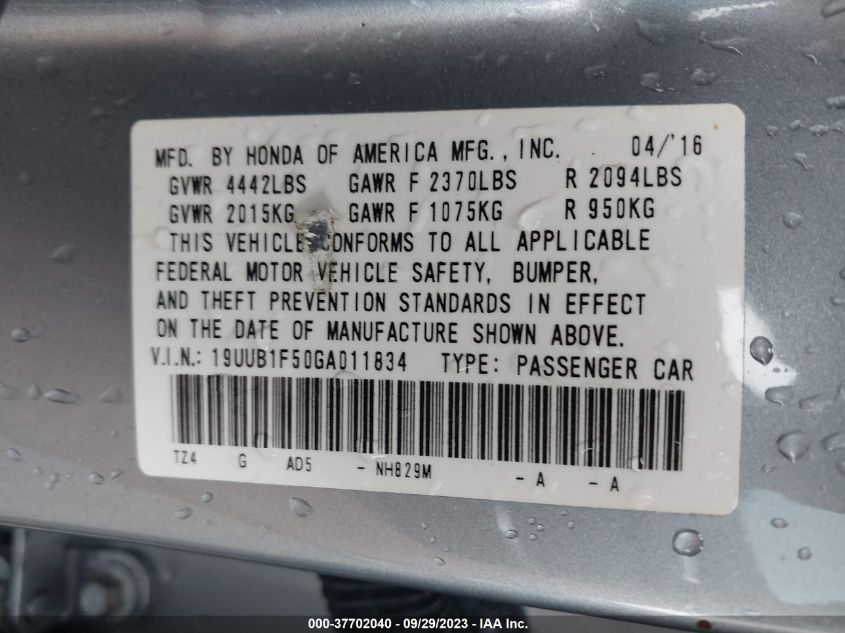 MFD. BY HONDA OF AMERICA MFG., INC. 04/'16
GVWR 4442LBS GAWR F 2370LBS R 2094LBS
GVWR 2015KG GAWR F 1075KG R 950KG
THIS VEHICLE CONFORMS TO ALL APPLICABLE
FEDERAL MOTOR VEHICLE SAFETY, BUMPER,
AND THEFT PREVENTION STANDARDS IN EFFECT
ON THE DATE OF MANUFACTURE SHOWN ABOVE.
V.I.N.: 19UUB1F50GA011834 TYPE: PASSENGER CAR
TZ4 G AD5 - NH829M - A - A
000-37702040 - 09/29/2023 - IAA Inc.